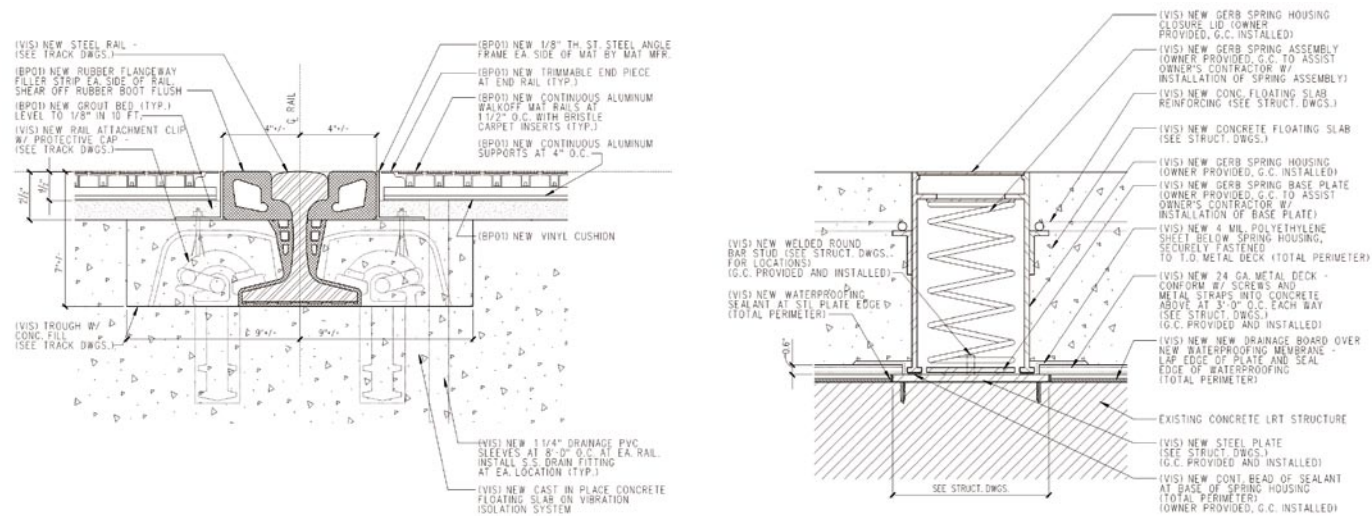 (VIS) NEW STEEL RAIL -
(SEE TRACK DWGS.)
(BP01) NEW RUBBER FLANGEWAY
FILLER STRIP EA. SIDE OF RAIL.
SHEAR OFF RUBBER BOOT FLUSH
(BP01) NEW GROUT BED (TYP.)
LEVEL TO 1/8" IN 10 FT.
(VIS) NEW RAIL ATTACHMENT CLIP
W/ PROTECTIVE CAP -
(SEE TRACK DWGS.)
(VIS) TROUGH W/
CONC. FILL
(SEE TRACK DWGS.)
℄ RAIL
4"+/-
4"+/-
7"+/-
9"+/-
9"+/-
(BP01) NEW 1/8" TH. ST. STEEL ANGLE
FRAME EA. SIDE OF MAT BY MAT MFR.
(BP01) NEW TRIMMABLE END PIECE
AT END RAIL (TYP.)
(BP01) NEW CONTINUOUS ALUMINUM
WALKOFF MAT RAILS AT
1 1/2" O.C. WITH BRISTLE
CARPET INSERTS (TYP.)
(BP01) NEW CONTINUOUS ALUMINUM
SUPPORTS AT 4" O.C.
(BP01) NEW VINYL CUSHION
(VIS) NEW 1 1/4" DRAINAGE PVC
SLEEVES AT 8'-0" O.C. AT EA. RAIL.
INSTALL S.S. DRAIN FITTING
AT EA. LOCATION (TYP.)
(VIS) NEW CAST IN PLACE CONCRETE
FLOATING SLAB ON VIBRATION
ISOLATION SYSTEM
(VIS) NEW WELDED ROUND
BAR STUD (SEE STRUCT. DWGS.
FOR LOCATIONS)
(G.C. PROVIDED AND INSTALLED)
(VIS) NEW WATERPROOFING
SEALANT AT STL PLATE EDGE
(TOTAL PERIMETER)
SEE STRUCT. DWGS.
(VIS) NEW GERB SPRING HOUSING
CLOSURE LID (OWNER
PROVIDED, G.C. INSTALLED)
(VIS) NEW GERB SPRING ASSEMBLY
(OWNER PROVIDED, G.C. TO ASSIST
OWNER'S CONTRACTOR W/
INSTALLATION OF SPRING ASSEMBLY)
(VIS) NEW CONC. FLOATING SLAB
REINFORCING (SEE STRUCT. DWGS.)
(VIS) NEW CONCRETE FLOATING SLAB
(SEE STRUCT. DWGS.)
(VIS) NEW GERB SPRING HOUSING
(OWNER PROVIDED, G.C. INSTALLED)
(VIS) NEW GERB SPRING BASE PLATE
(OWNER PROVIDED, G.C. TO ASSIST
OWNER'S CONTRACTOR W/
INSTALLATION OF BASE PLATE)
(VIS) NEW 4 MIL. POLYETHYLENE
SHEET BELOW SPRING HOUSING,
SECURELY FASTENED
TO T.O. METAL DECK (TOTAL PERIMETER)
(VIS) NEW 24 GA. METAL DECK -
CONFORM W/ SCREWS AND
METAL STRAPS INTO CONCRETE
ABOVE AT 3'-0" O.C. EACH WAY
(SEE STRUCT. DWGS.)
(G.C. PROVIDED AND INSTALLED)
(VIS) NEW NEW DRAINAGE BOARD OVER
NEW WATERPROOFING MEMBRANE -
LAP EDGE OF PLATE AND SEAL
EDGE OF WATERPROOFING
(TOTAL PERIMETER)
EXISTING CONCRETE LRT STRUCTURE
(VIS) NEW STEEL PLATE
(SEE STRUCT. DWGS.)
(G.C. PROVIDED AND INSTALLED)
(VIS) NEW CONT. BEAD OF SEALANT
AT BASE OF SPRING HOUSING
(TOTAL PERIMETER)
(OWNER PROVIDED, G.C. INSTALLED)